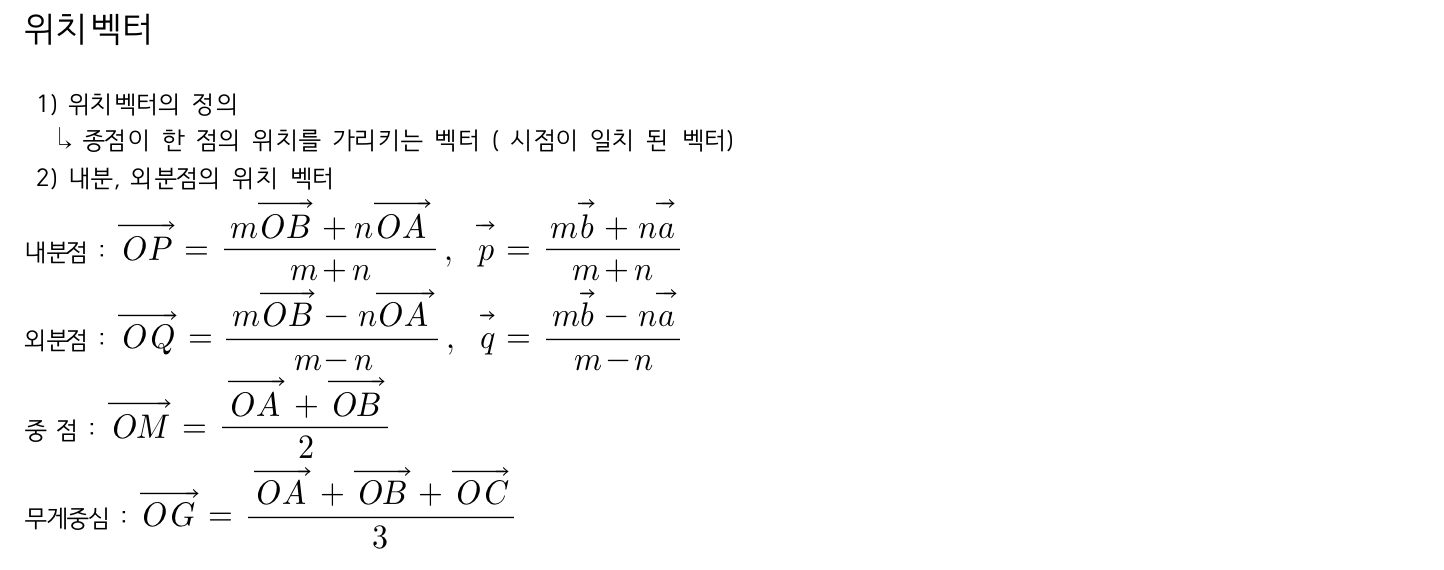 위치벡터
1) 위치벡터의 정의
↳ 종점이 한 점의 위치를 가리키는 벡터 ( 시점이 일치 된 벡터)
2) 내분, 외분점의 위치 벡터
내분점 : $\overrightarrow{OP} = \frac{m\overrightarrow{OB} + n\overrightarrow{OA}}{m+n}$, $\vec{p} = \frac{m\vec{b} + n\vec{a}}{m+n}$
외분점 : $\overrightarrow{OQ} = \frac{m\overrightarrow{OB} - n\overrightarrow{OA}}{m-n}$, $\vec{q} = \frac{m\vec{b} - n\vec{a}}{m-n}$
중 점 : $\overrightarrow{OM} = \frac{\overrightarrow{OA} + \overrightarrow{OB}}{2}$
무게중심 : $\overrightarrow{OG} = \frac{\overrightarrow{OA} + \overrightarrow{OB} + \overrightarrow{OC}}{3}$